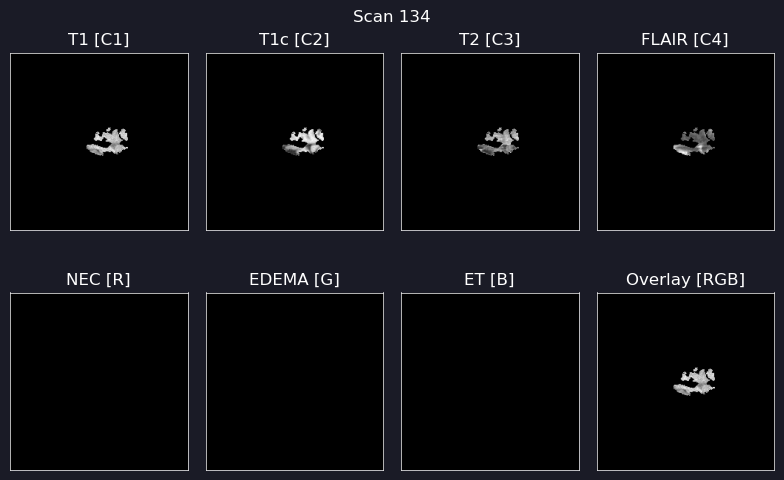 Scan 134
T1 [C1]
T1c [C2]
T2 [C3]
FLAIR [C4]
NEC [R]
EDEMA [G]
ET [B]
Overlay [RGB]